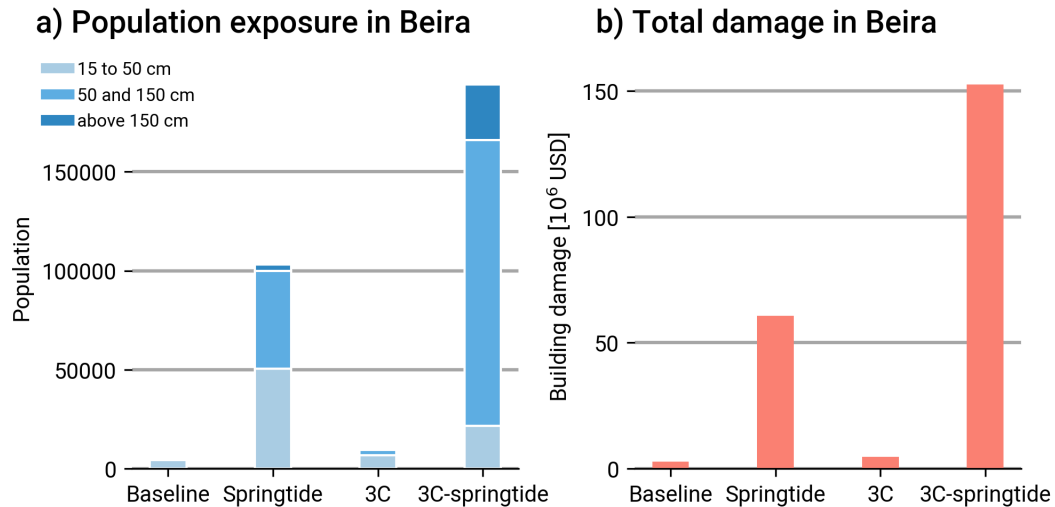 a) Population exposure in Beira
15 to 50 cm
50 and 150 cm
above 150 cm
Population
150000
100000
50000
0
Baseline Springtide 3C 3C-springtide
b) Total damage in Beira
Building damage [10⁶ USD]
150
100
50
0
Baseline Springtide 3C 3C-springtide